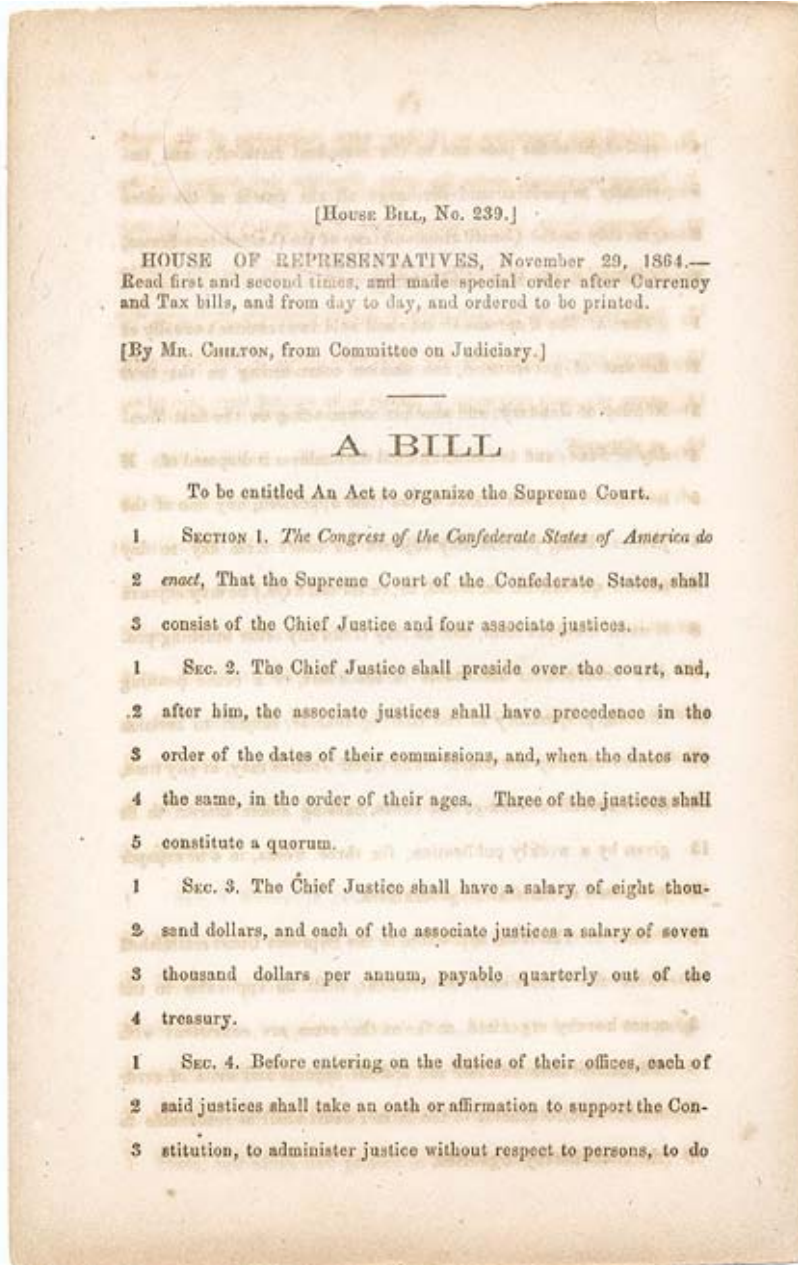 [House Bill, No. 239.]
HOUSE OF REPRESENTATIVES, November 29, 1864.—
Read first and second times, and made special order after Currency
and Tax bills, and from day to day, and ordered to be printed.
[By Mr. Chilton, from Committee on Judiciary.]
A BILL
To be entitled An Act to organize the Supreme Court.
1 Section 1. The Congress of the Confederate States of America do
2 enact, That the Supreme Court of the Confederate States, shall
3 consist of the Chief Justice and four associate justices.
1 Sec. 2. The Chief Justice shall preside over the court, and,
2 after him, the associate justices shall have precedence in the
3 order of the dates of their commissions, and, when the dates are
4 the same, in the order of their ages. Three of the justices shall
5 constitute a quorum.
1 Sec. 3. The Chief Justice shall have a salary of eight thou-
2 sand dollars, and each of the associate justices a salary of seven
3 thousand dollars per annum, payable quarterly out of the
4 treasury.
1 Sec. 4. Before entering on the duties of their offices, each of
2 said justices shall take an oath or affirmation to support the Con-
3 stitution, to administer justice without respect to persons, to do